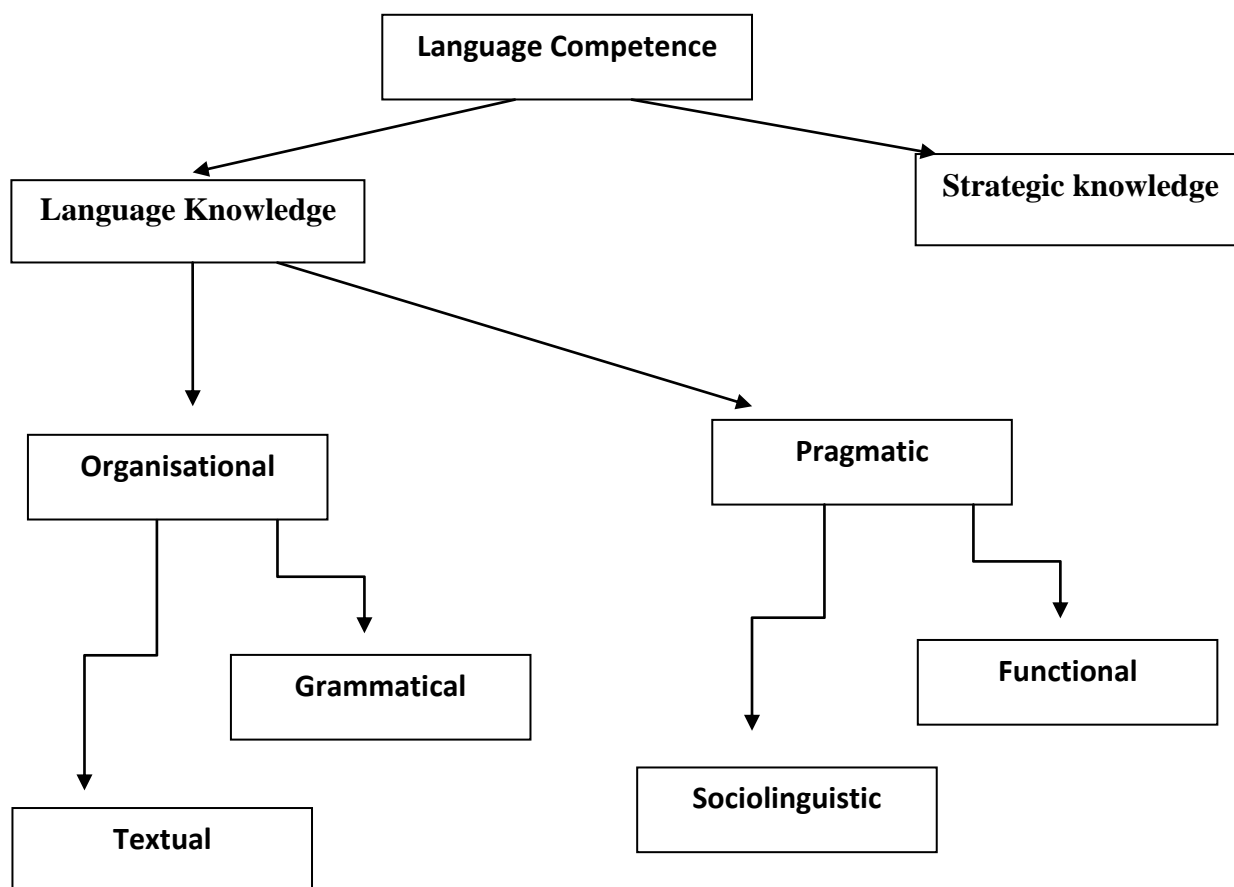 Language Competence
Strategic knowledge
Language Knowledge
Pragmatic
Organisational
Functional
Grammatical
Sociolinguistic
Textual